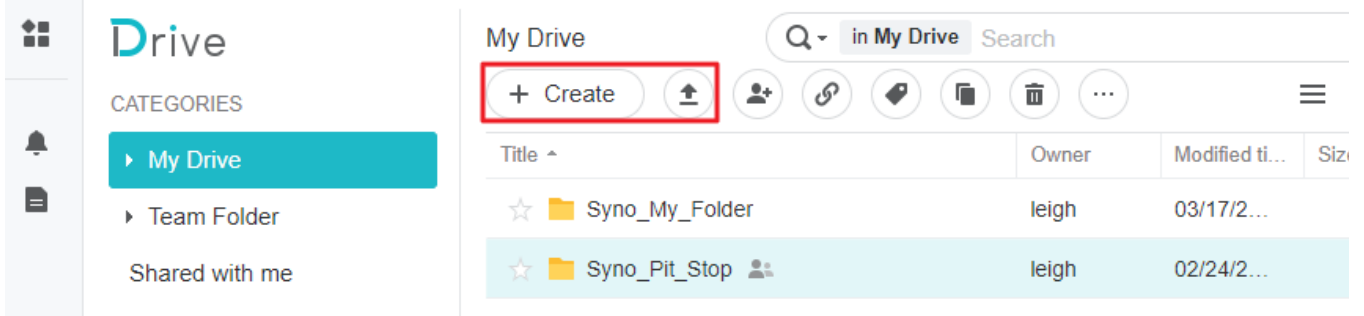 Drive
CATEGORIES
My Drive
Team Folder
Shared with me
My Drive
in My Drive Search
+ Create
...
Title Owner Modified ti... Size
Syno_My_Folder leigh 03/17/2...
Syno_Pit_Stop leigh 02/24/2...